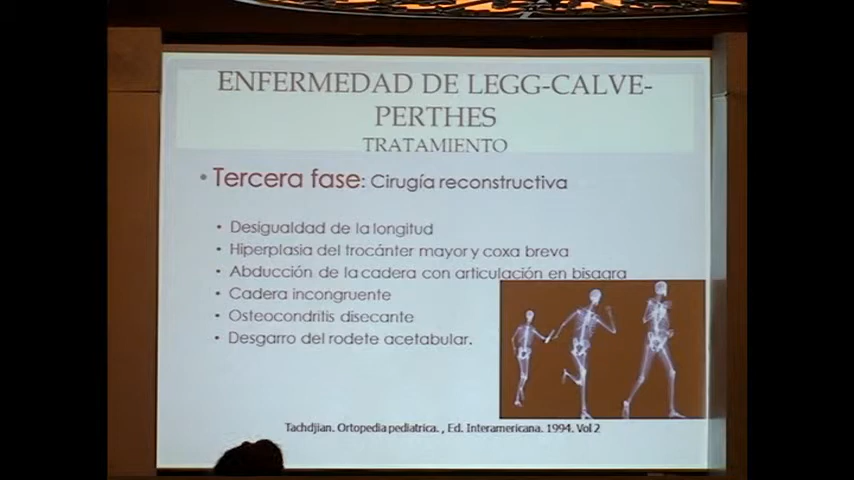 ENFERMEDAD DE LEGG-CALVE-
PERTHES
TRATAMIENTO
• Tercera fase: Cirugía reconstructiva
• Desigualdad de la longitud
• Hiperplasia del trocánter mayor y coxa breva
• Abducción de la cadera con articulación en bisagra
• Cadera incongruente
• Osteocondritis disecante
• Desgarro del rodete acetabular.
Tachdjian. Ortopedia pediatrica. , Ed. Interamericana. 1994. Vol 2